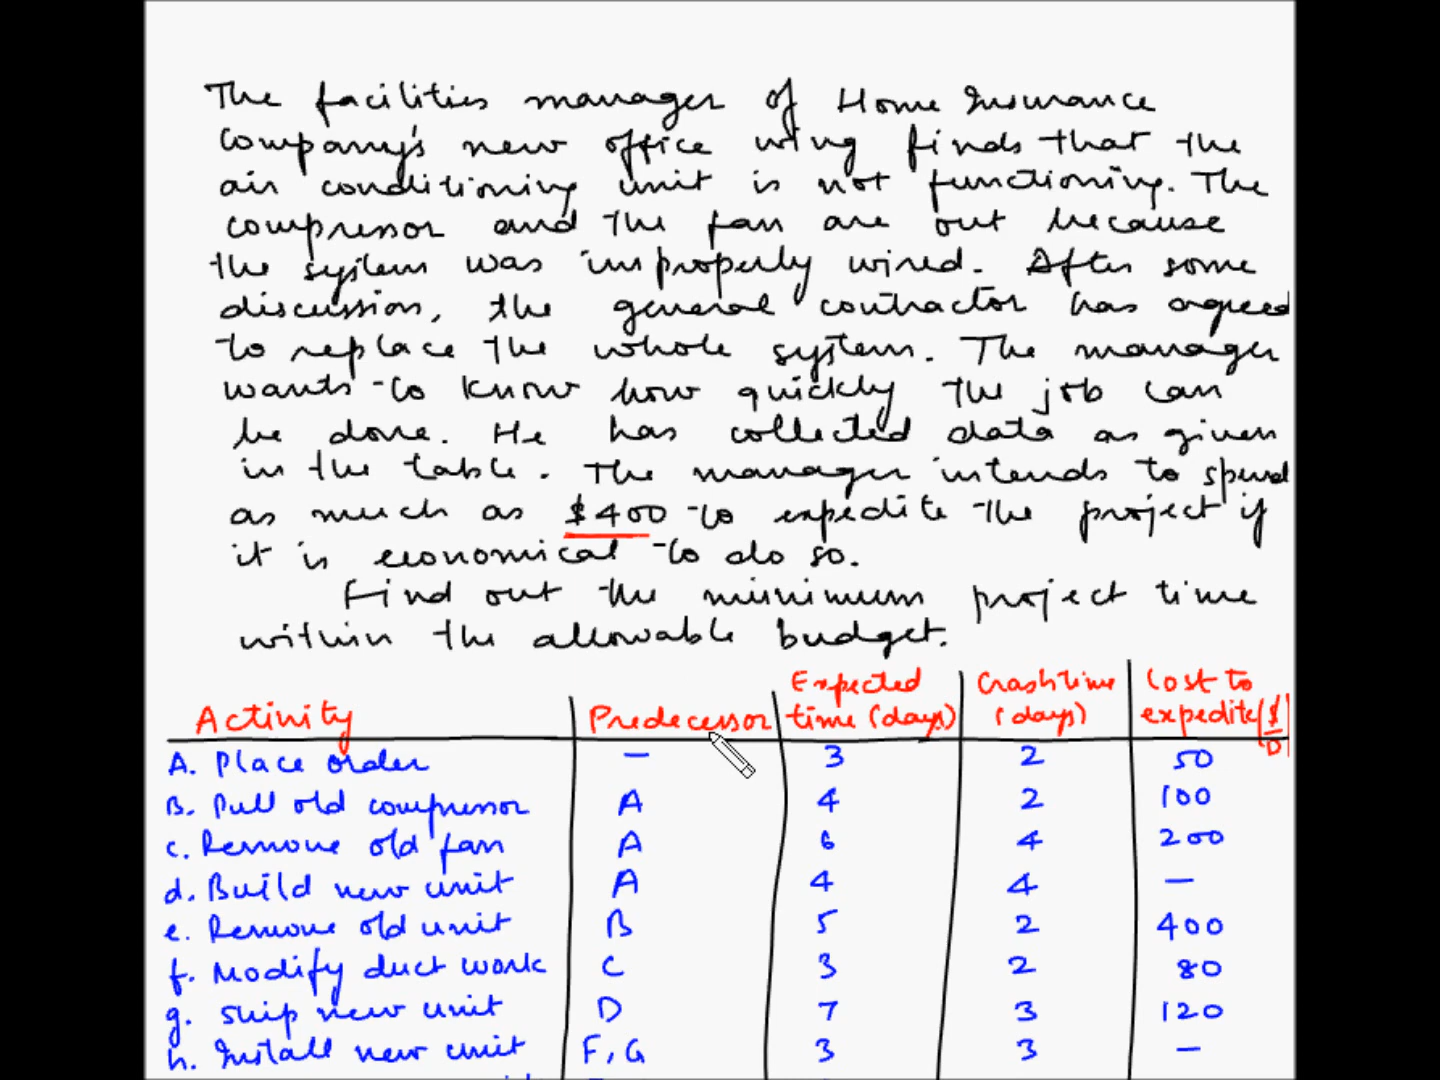 The facilities manager of Home Insurance
Company's new office wing finds that the
air conditioning unit is not functioning. The
compressor and the fan are out because
the system was improperly wired. After some
discussion, the general contractor has agreed
to replace the whole system. The manager
wants to know how quickly the job can
be done. He has collected data as given
in the table. The manager intends to spend
as much as $400 to expedite the project if
it is economical to do so.
Find out the minimum project time
within the allowable budget.
Activity Predecessor Expected time (days) Crash time (days) Cost to expedite ($/D)
A. Place order — 3 2 50
B. Pull old compressor A 4 2 100
c. Remove old fan A 6 4 200
d. Build new unit A 4 4 —
e. Remove old unit B 5 2 400
f. Modify duct work C 3 2 80
g. Ship new unit D 7 3 120
h. Install new unit F, G 3 3 —